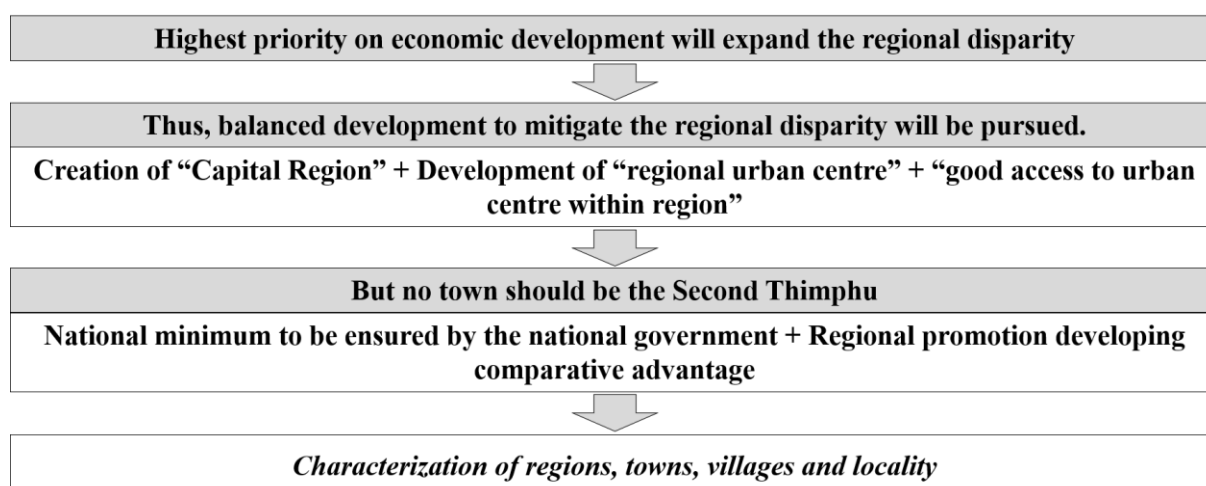 Highest priority on economic development will expand the regional disparity
Thus, balanced development to mitigate the regional disparity will be pursued.
Creation of “Capital Region” + Development of “regional urban centre” + “good access to urban
centre within region”
But no town should be the Second Thimphu
National minimum to be ensured by the national government + Regional promotion developing
comparative advantage
Characterization of regions, towns, villages and locality